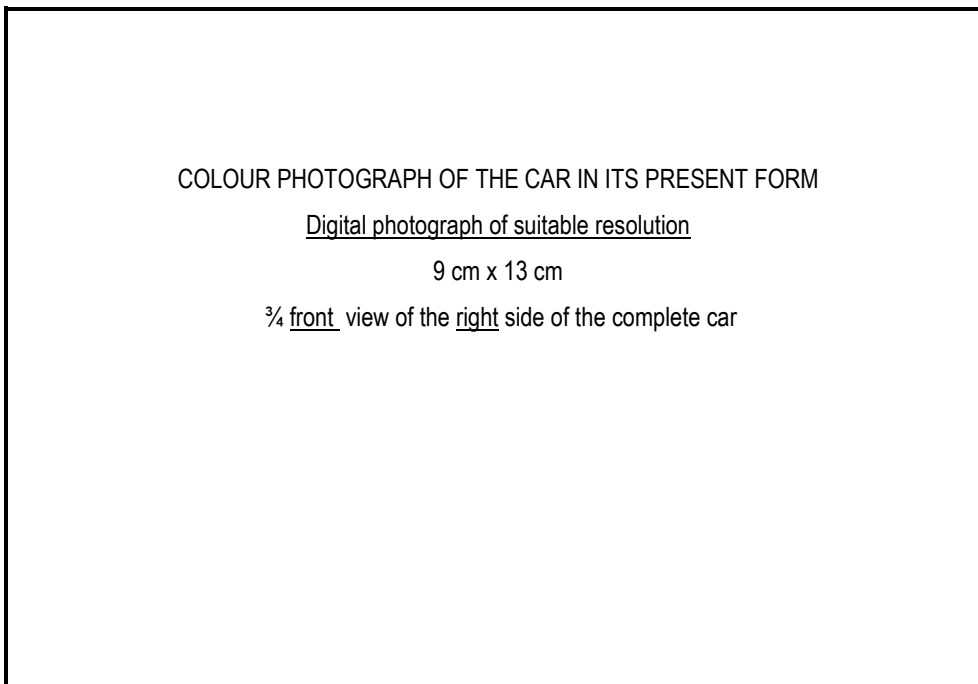 COLOUR PHOTOGRAPH OF THE CAR IN ITS PRESENT FORM
Digital photograph of suitable resolution
9 cm x 13 cm
¾ front view of the right side of the complete car